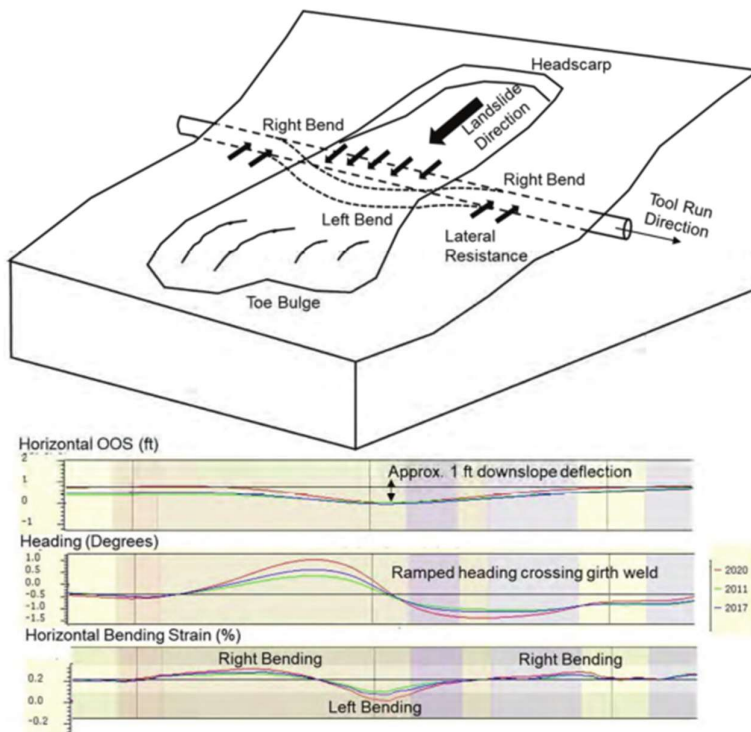 Headscarp
Landslide
Direction
Right Bend
Right Bend
Tool Run
Direction
Left Bend
Lateral
Resistance
Toe Bulge
Horizontal OOS (ft)
2
1
0
-1
Approx. 1 ft downslope deflection
Heading (Degrees)
1.0
0.5
0.0
-0.5
-1.0
-1.5
Ramped heading crossing girth weld
2020
2011
2017
Horizontal Bending Strain (%)
0.2
0.0
-0.2
Right Bending
Right Bending
Left Bending